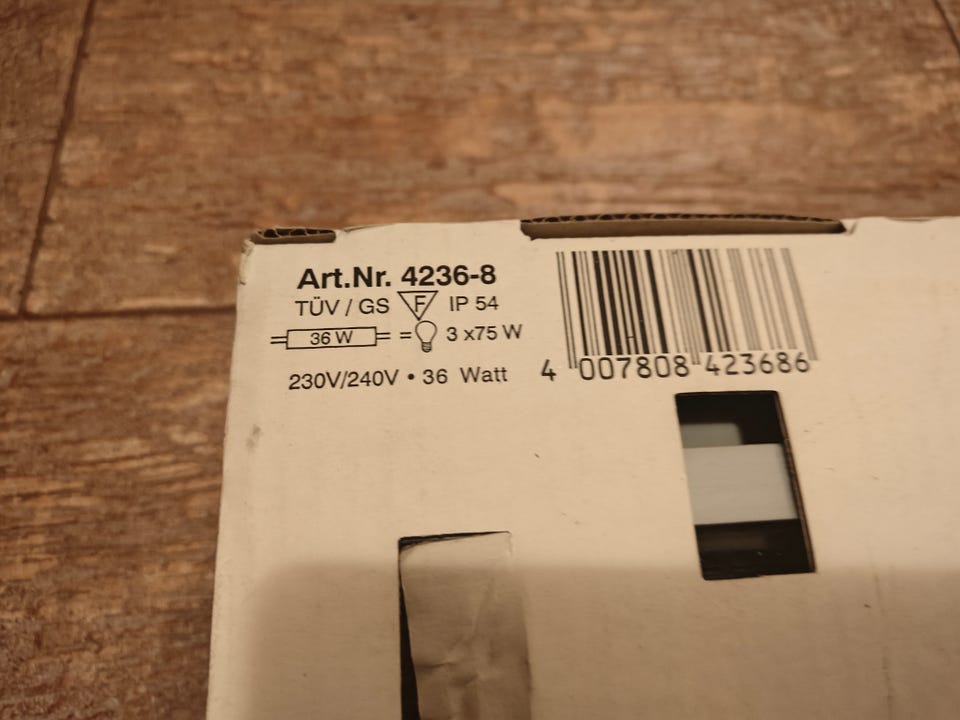 Art.Nr. 4236-8
TÜV / GS F IP 54
36 W = 3 x75 W
230V/240V • 36 Watt
4 007808 423686